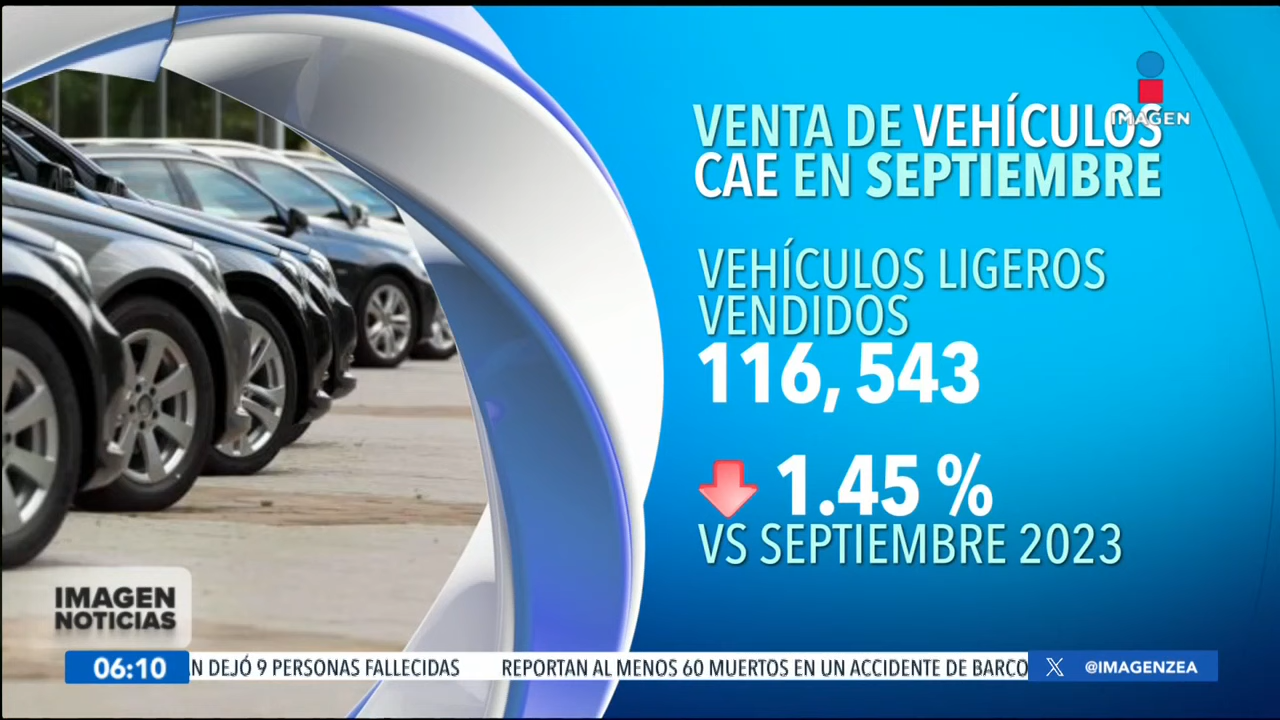 IMAGEN
VENTA DE VEHÍCULOS
CAE EN SEPTIEMBRE
VEHÍCULOS LIGEROS
VENDIDOS
116, 543
1.45 %
VS SEPTIEMBRE 2023
IMAGEN
NOTICIAS
06:10 N DEJÓ 9 PERSONAS FALLECIDAS REPORTAN AL MENOS 60 MUERTOS EN UN ACCIDENTE DE BARCO X @IMAGENZEA